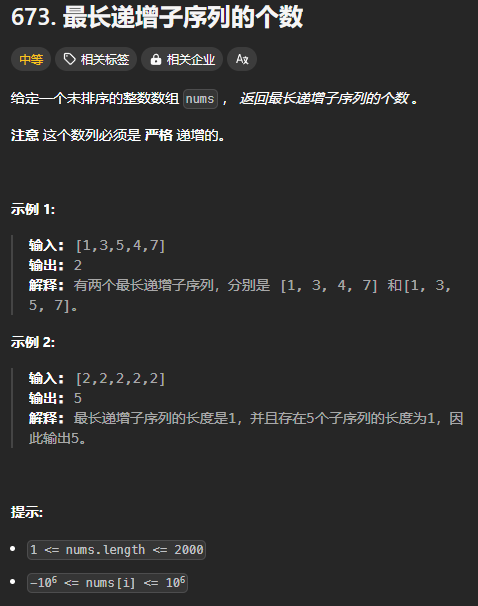 673. 最长递增子序列的个数
中等 相关标签 相关企业 A文
给定一个未排序的整数数组 nums ， 返回最长递增子序列的个数 。
注意 这个数列必须是 严格 递增的。
示例 1:
输入: [1,3,5,4,7]
输出: 2
解释: 有两个最长递增子序列，分别是 [1, 3, 4, 7] 和[1, 3,
5, 7]。
示例 2:
输入: [2,2,2,2,2]
输出: 5
解释: 最长递增子序列的长度是1，并且存在5个子序列的长度为1，因
此输出5。
提示:
• 1 <= nums.length <= 2000
• -10⁶ <= nums[i] <= 10⁶